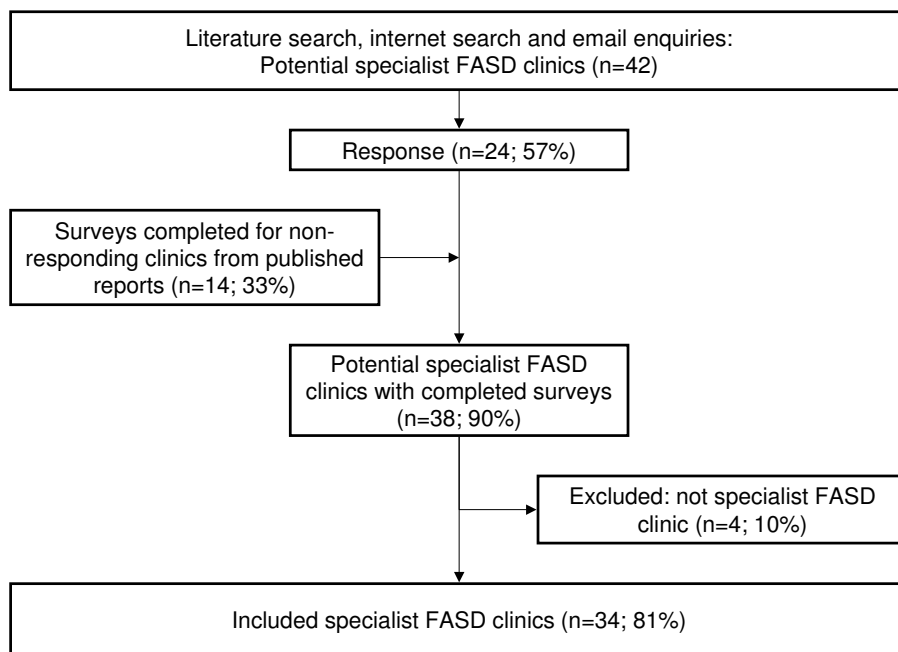 Literature search, internet search and email enquiries:
Potential specialist FASD clinics (n=42)
Response (n=24; 57%)
Surveys completed for non-
responding clinics from published
reports (n=14; 33%)
Potential specialist FASD
clinics with completed surveys
(n=38; 90%)
Excluded: not specialist FASD
clinic (n=4; 10%)
Included specialist FASD clinics (n=34; 81%)